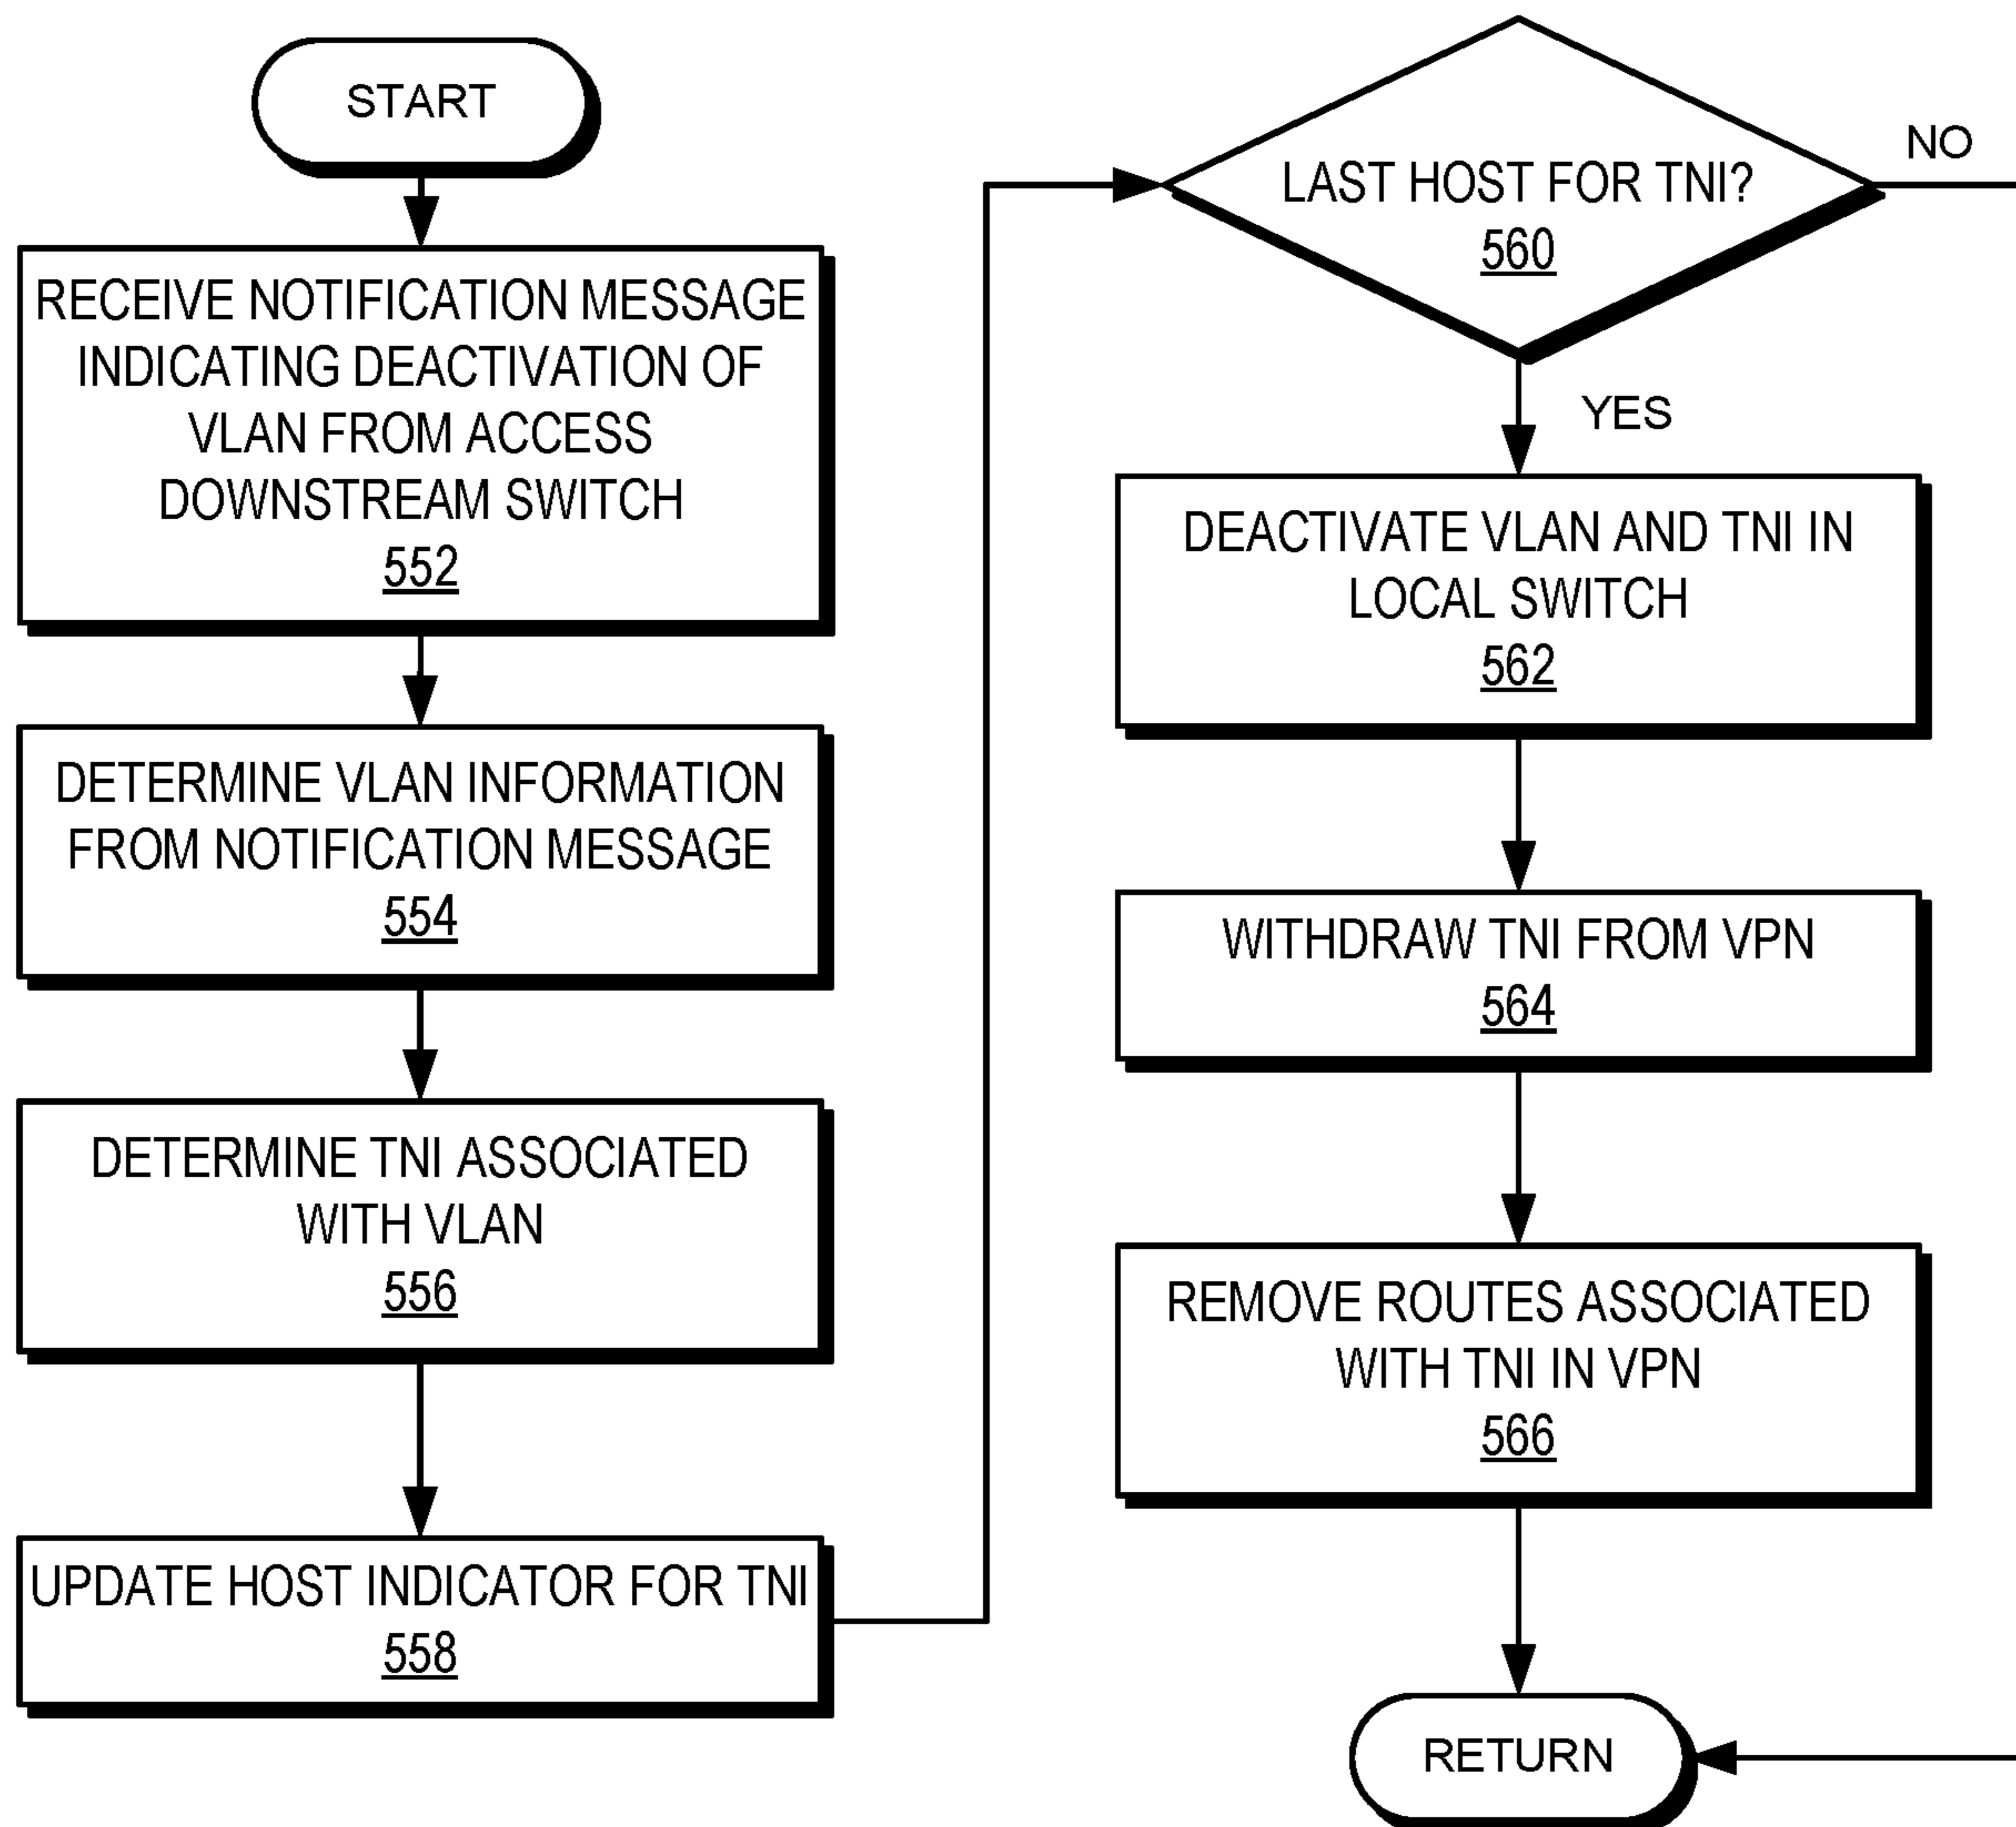 START
RECEIVE NOTIFICATION MESSAGE
INDICATING DEACTIVATION OF
VLAN FROM ACCESS
DOWNSTREAM SWITCH
552
DETERMINE VLAN INFORMATION
FROM NOTIFICATION MESSAGE
554
DETERMINE TNI ASSOCIATED
WITH VLAN
556
UPDATE HOST INDICATOR FOR TNI
558
LAST HOST FOR TNI?
560
NO
YES
DEACTIVATE VLAN AND TNI IN
LOCAL SWITCH
562
WITHDRAW TNI FROM VPN
564
REMOVE ROUTES ASSOCIATED
WITH TNI IN VPN
566
RETURN